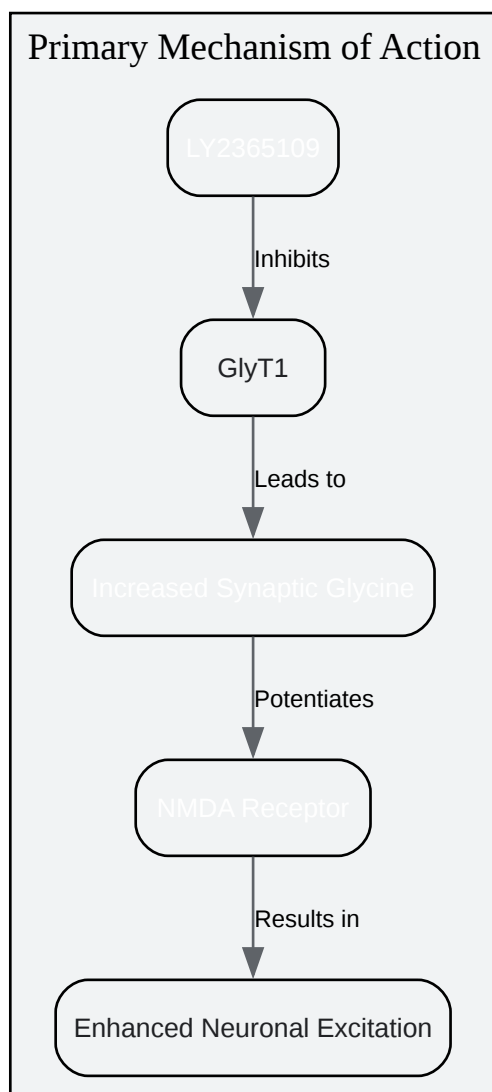 Primary Mechanism of Action
LY2365109
Inhibits
GlyT1
Leads to
Increased Synaptic Glycine
Potentiates
NMDA Receptor
Results in
Enhanced Neuronal Excitation